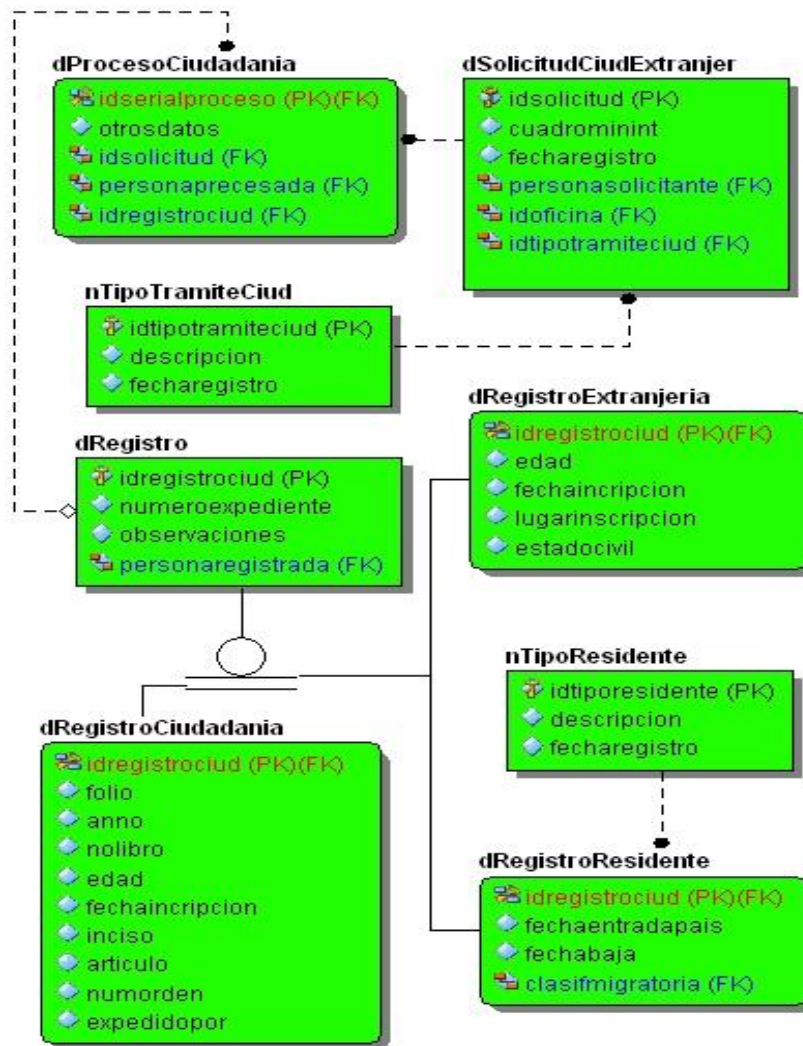 dProcesoCiudadania
idserialproceso (PK)(FK)
otrosdatos
idsolicitud (FK)
personaprecesada (FK)
idregistrociud (FK)
dSolicitudCiudExtranjer
idsolicitud (PK)
cuadrominint
fecharegistro
personasolicitante (FK)
idoficina (FK)
idtipotramiteciud (FK)
nTipoTramiteCiud
idtipotramiteciud (PK)
descripcion
fecharegistro
dRegistro
idregistrociud (PK)
numeroexpediente
observaciones
personaregistrada (FK)
dRegistroExtranjeria
idregistrociud (PK)(FK)
edad
fechaincripcion
lugarinscripcion
estadocivil
nTipoResidente
idtiporesidente (PK)
descripcion
fecharegistro
dRegistroCiudadania
idregistrociud (PK)(FK)
folio
anno
nolibro
edad
fechaincripcion
inciso
articulo
numorden
expedidopor
dRegistroResidente
idregistrociud (PK)(FK)
fechaentradapais
fechabaja
clasifmigratoria (FK)